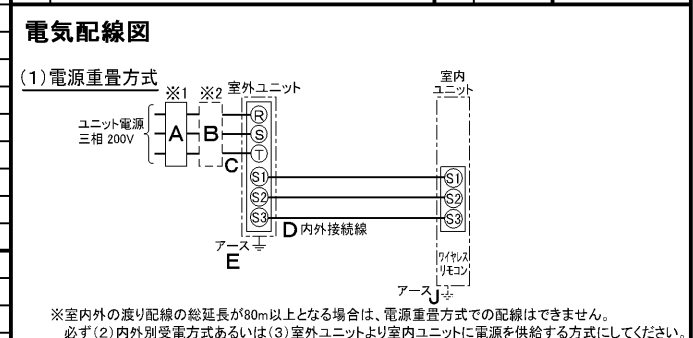 電気配線図
(1)電源重畳方式
※1 ※2 室外ユニット
室内
ユニット
ユニット電源
三相 200V
A B
R
S
T
C
S1
S2
S3
S1
S2
S3
D 内外接続線
アース
E
ワイヤレス
リモコン
アース J
※室内外の渡り配線の総延長が80m以上となる場合は、電源重畳方式での配線はできません。
必ず(2)内外別受電方式あるいは(3)室外ユニットより室内ユニットに電源を供給する方式にしてください。